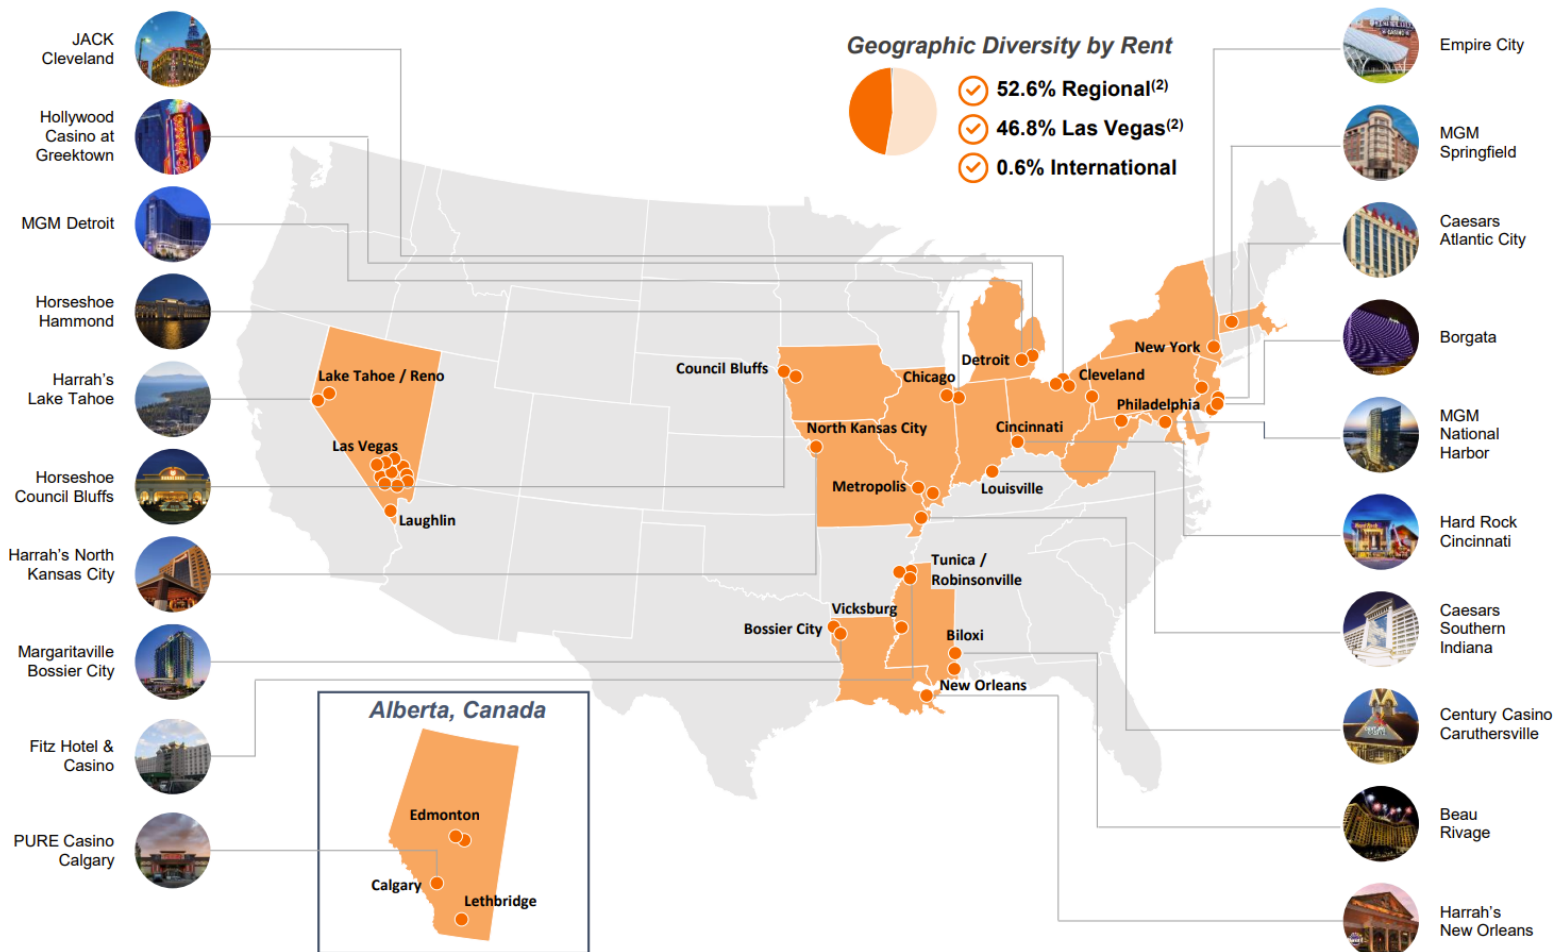 JACK
Cleveland
Hollywood
Casino at
Greektown
MGM Detroit
Horseshoe
Hammond
Harrah's
Lake Tahoe
Horseshoe
Council Bluffs
Harrah's North
Kansas City
Margaritaville
Bossier City
Fitz Hotel &
Casino
PURE Casino
Calgary
Geographic Diversity by Rent
52.6% Regional(2)
46.8% Las Vegas(2)
0.6% International
Lake Tahoe / Reno
Las Vegas
Laughlin
Council Bluffs
North Kansas City
Chicago
Detroit
Cleveland
New York
Philadelphia
Cincinnati
Metropolis
Louisville
Tunica /
Robinsonville
Vicksburg
Bossier City
Biloxi
New Orleans
Alberta, Canada
Edmonton
Calgary
Lethbridge
Empire City
MGM
Springfield
Caesars
Atlantic City
Borgata
MGM
National
Harbor
Hard Rock
Cincinnati
Caesars
Southern
Indiana
Century Casino
Caruthersville
Beau
Rivage
Harrah's
New Orleans